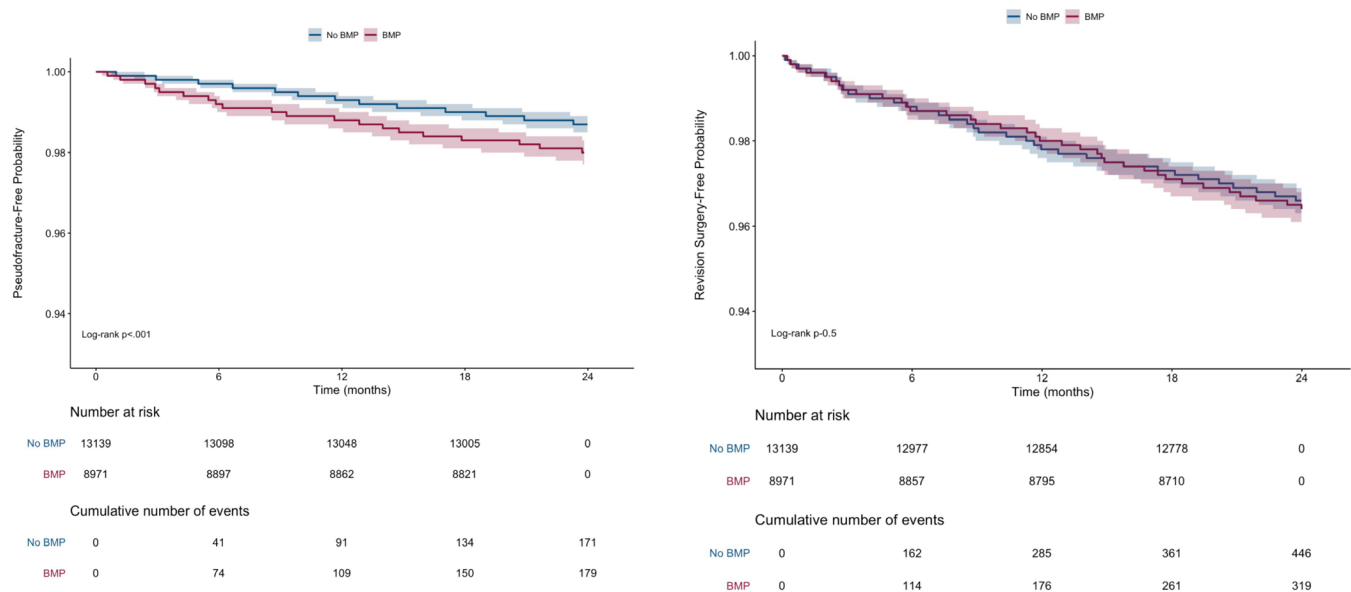 No BMP BMP
1.00
0.98
0.96
0.94
Pseudofracture-Free Probability
Log-rank p<.001
0 6 12 18 24
Time (months)
Number at risk
No BMP 13139 13098 13048 13005 0
BMP 8971 8897 8862 8821 0
Cumulative number of events
No BMP 0 41 91 134 171
BMP 0 74 109 150 179
No BMP BMP
1.00
0.98
0.96
0.94
Revision Surgery-Free Probability
Log-rank p-0.5
0 6 12 18 24
Time (months)
Number at risk
No BMP 13139 12977 12854 12778 0
BMP 8971 8857 8795 8710 0
Cumulative number of events
No BMP 0 162 285 361 446
BMP 0 114 176 261 319